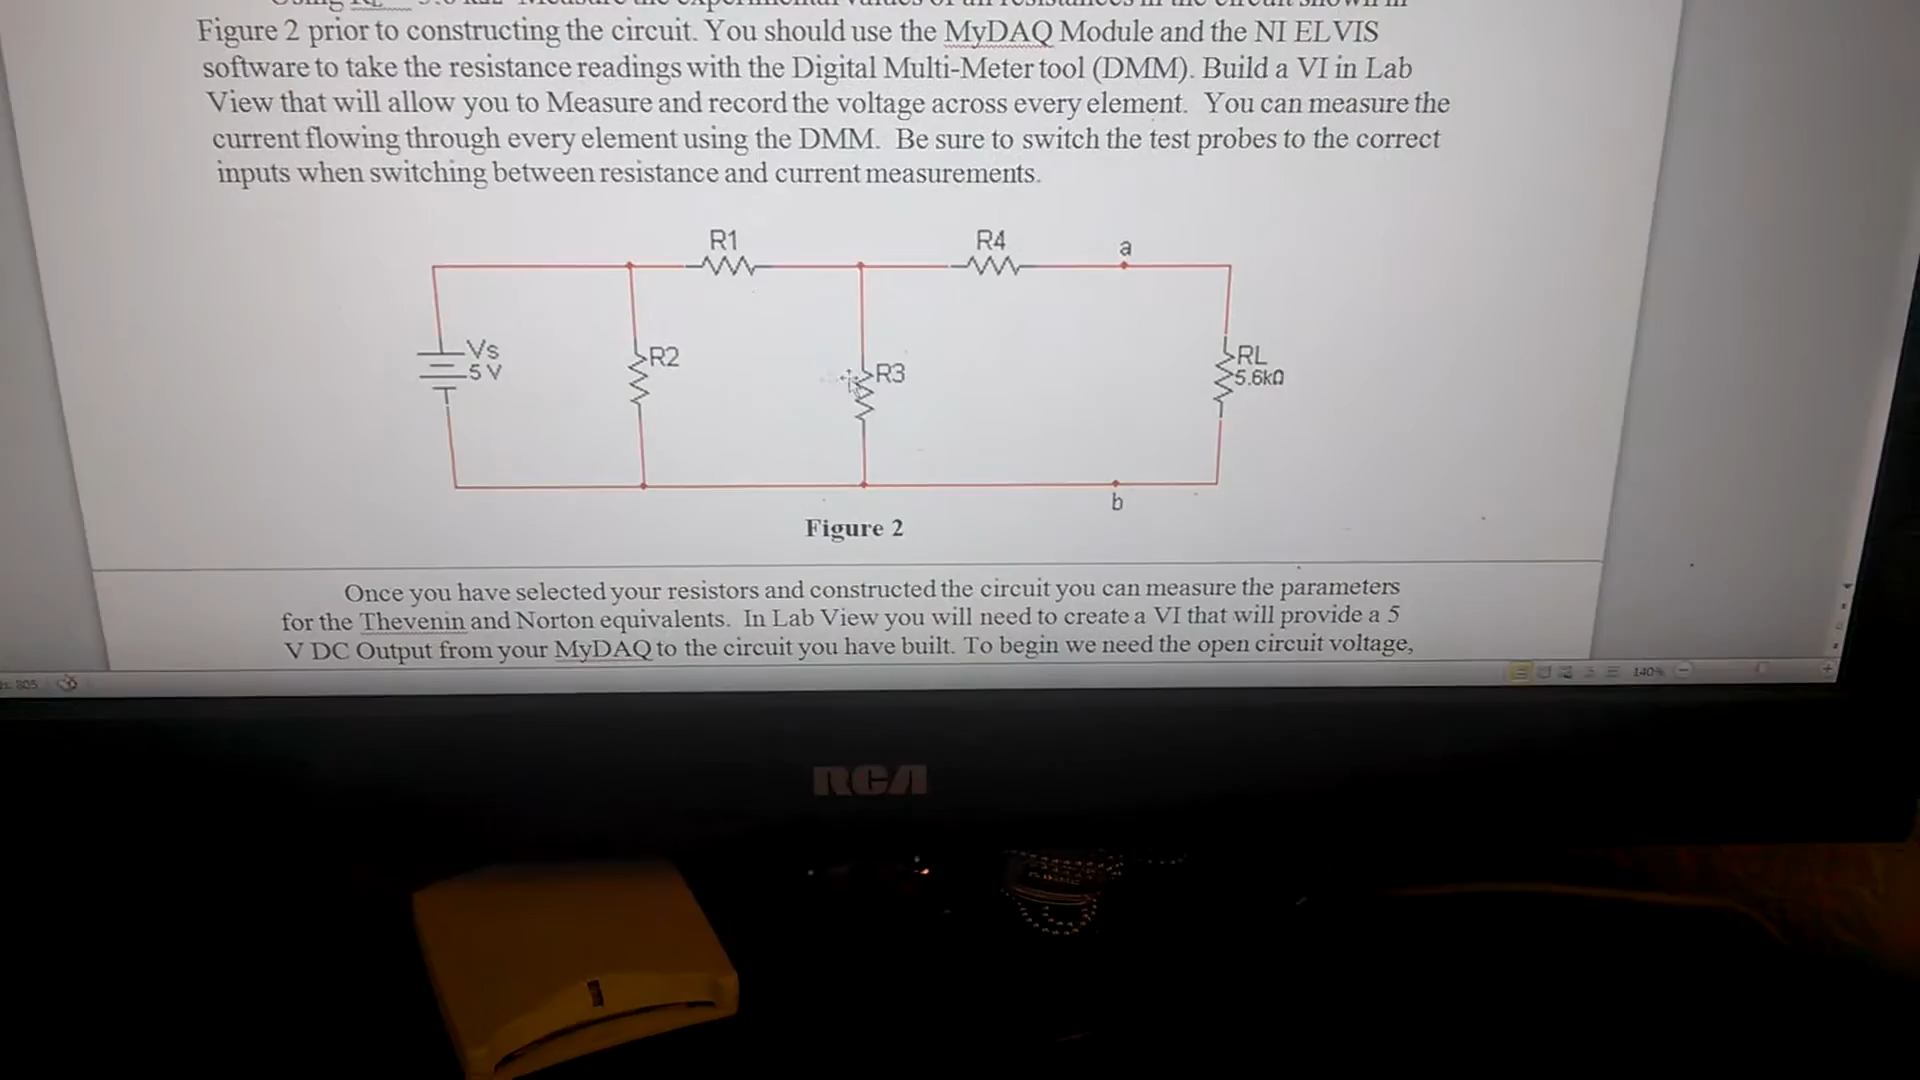 Figure 2 prior to constructing the circuit. You should use the MyDAQ Module and the NI ELVIS
software to take the resistance readings with the Digital Multi-Meter tool (DMM). Build a VI in Lab
View that will allow you to Measure and record the voltage across every element. You can measure the
current flowing through every element using the DMM. Be sure to switch the test probes to the correct
inputs when switching between resistance and current measurements.
R1
R4
a
Vs
5 V
R2
R3
RL
5.6kΩ
b
Figure 2
Once you have selected your resistors and constructed the circuit you can measure the parameters
for the Thevenin and Norton equivalents. In Lab View you will need to create a VI that will provide a 5
V DC Output from your MyDAQ to the circuit you have built. To begin we need the open circuit voltage,
805
140%
RCA